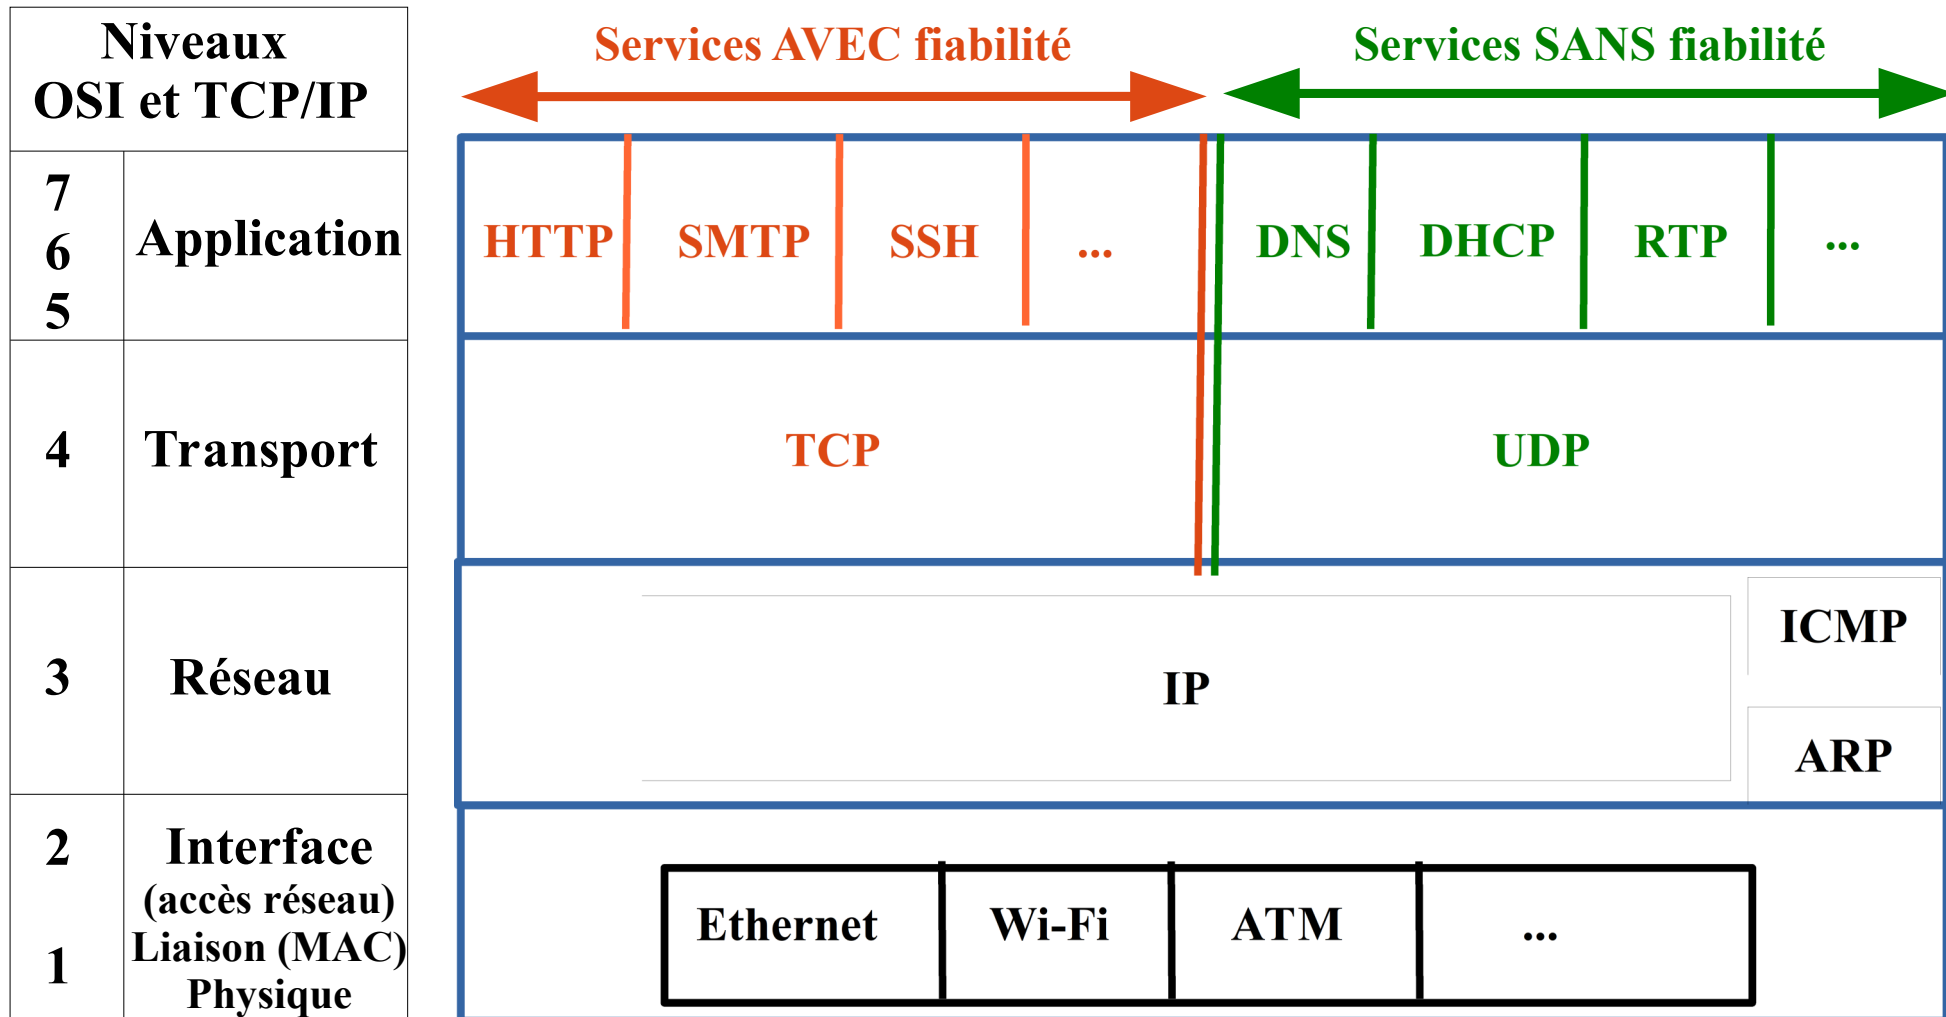 Niveaux
OSI et TCP/IP
Services AVEC fiabilité
Services SANS fiabilité
7
6
5
Application
HTTP
SMTP
SSH
...
DNS
DHCP
RTP
...
4
Transport
TCP
UDP
3
Réseau
IP
ICMP
ARP
2
1
Interface
(accès réseau)
Liaison (MAC)
Physique
Ethernet
Wi-Fi
ATM
...